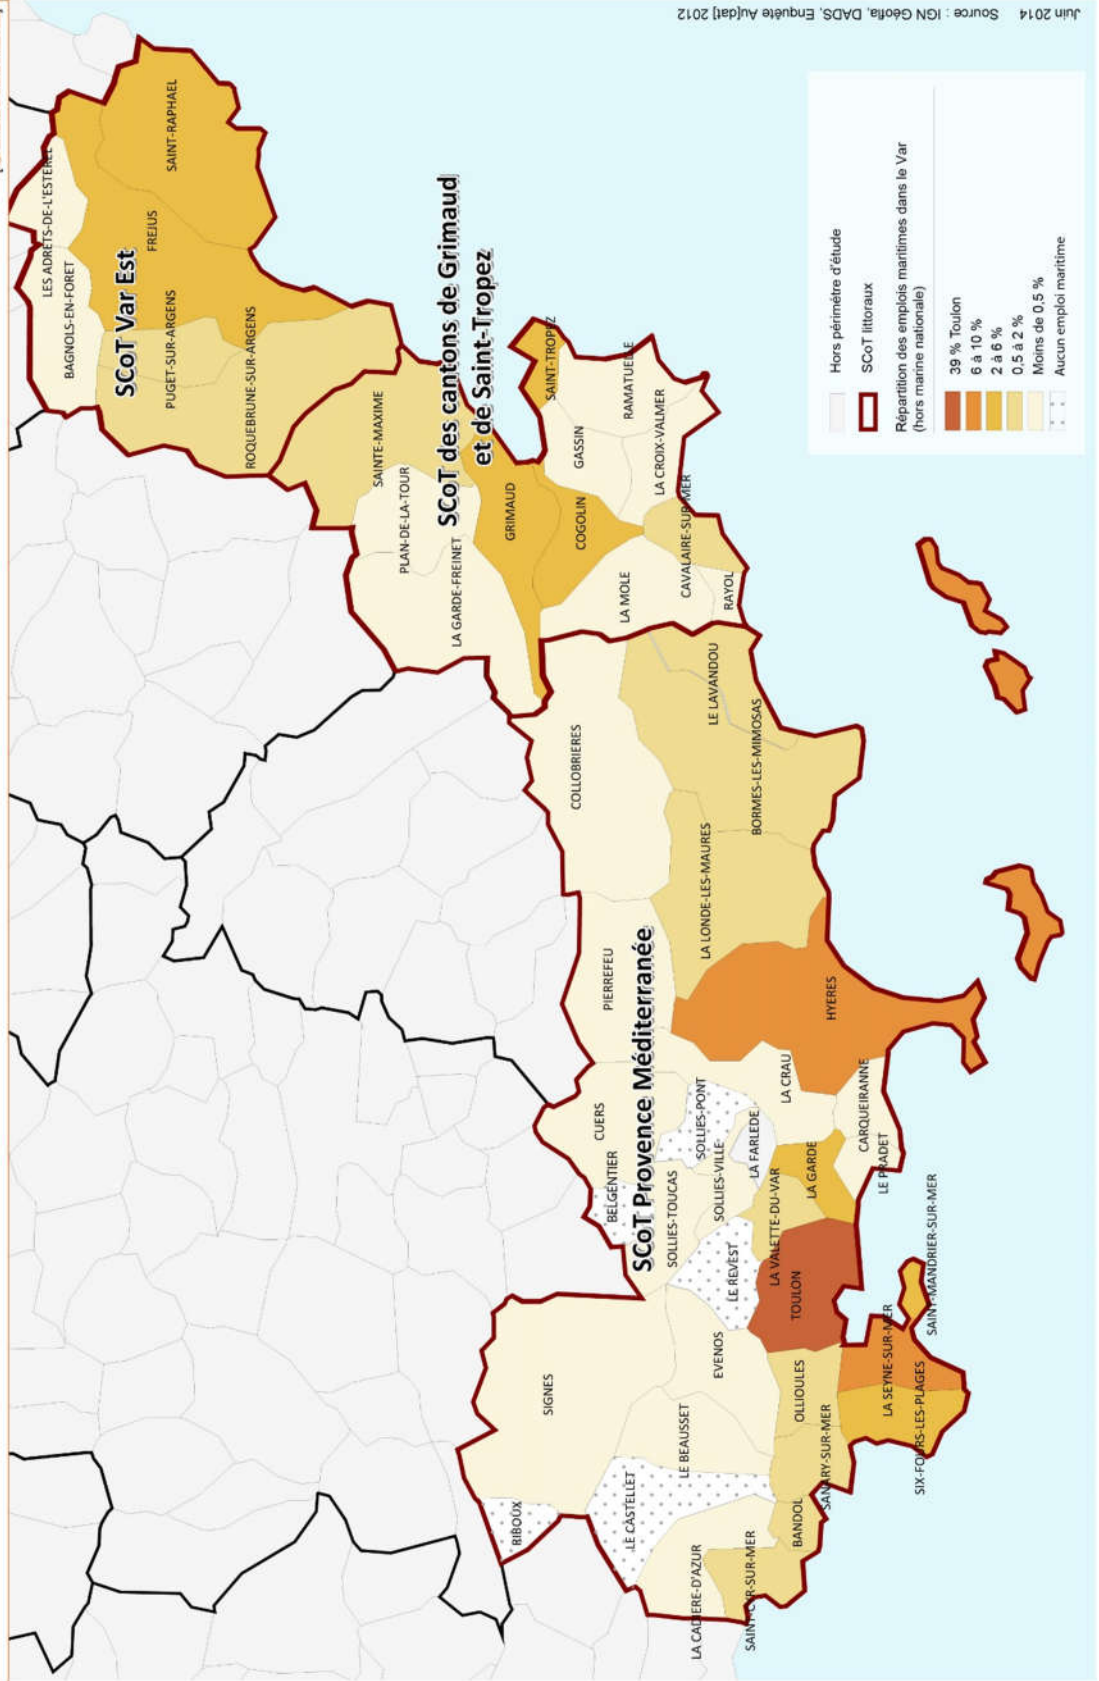 LES ADRETS-DE-L'ESTEREL
BAGNOLS-EN-FORET
SAINT-RAPHAEL
FREJUS
SCoT Var Est
PUGET-SUR-ARGENS
ROQUEBRUNE-SUR-ARGENS
SAINTE-MAXIME
PLAN-DE-LA-TOUR
LA GARDE-FREINET
SCoT des cantons de Grimaud
et de Saint-Tropez
GRIMAUD
SAINT-TROPEZ
COGOLIN
GASSIN
RAMATUELLE
LA CROIX-VALMER
LA MOLE
CAVALAIRE-SUR-MER
RAYOL
COLLOBRIERES
LE LAVANDOU
BORMES-LES-MIMOSAS
LA LONDE-LES-MAURES
PIERREFEU
SCoT Provence Méditerranée
HYERES
CUERS
BELGENTIER
SOLLIES-PONT
SOLLIES-TOUCAS
SOLLIES-VILLE
LA FARLEDE
LA CRAU
CARQUEIRANNE
LE PRADET
LA GARDE
LA VALETTE-DU-VAR
LE REVEST
TOULON
SIGNES
EVENOS
LE BEAUSSET
OLLIOULES
RIBOUX
LE CASTELLET
SANARY-SUR-MER
BANDOL
LA CADIERE-D'AZUR
SAINT-CYR-SUR-MER
LA SEYNE-SUR-MER
SIX-FOURS-LES-PLAGES
SAINT-MANDRIER-SUR-MER
Hors périmètre d'étude
SCoT littoraux
Répartition des emplois maritimes dans le Var
(hors marine nationale)
39 % Toulon
6 à 10 %
2 à 6 %
0,5 à 2 %
Moins de 0,5 %
Aucun emploi maritime
Juin 2014 Source : IGN Géofla, DADS, Enquête Au[dat] 2012